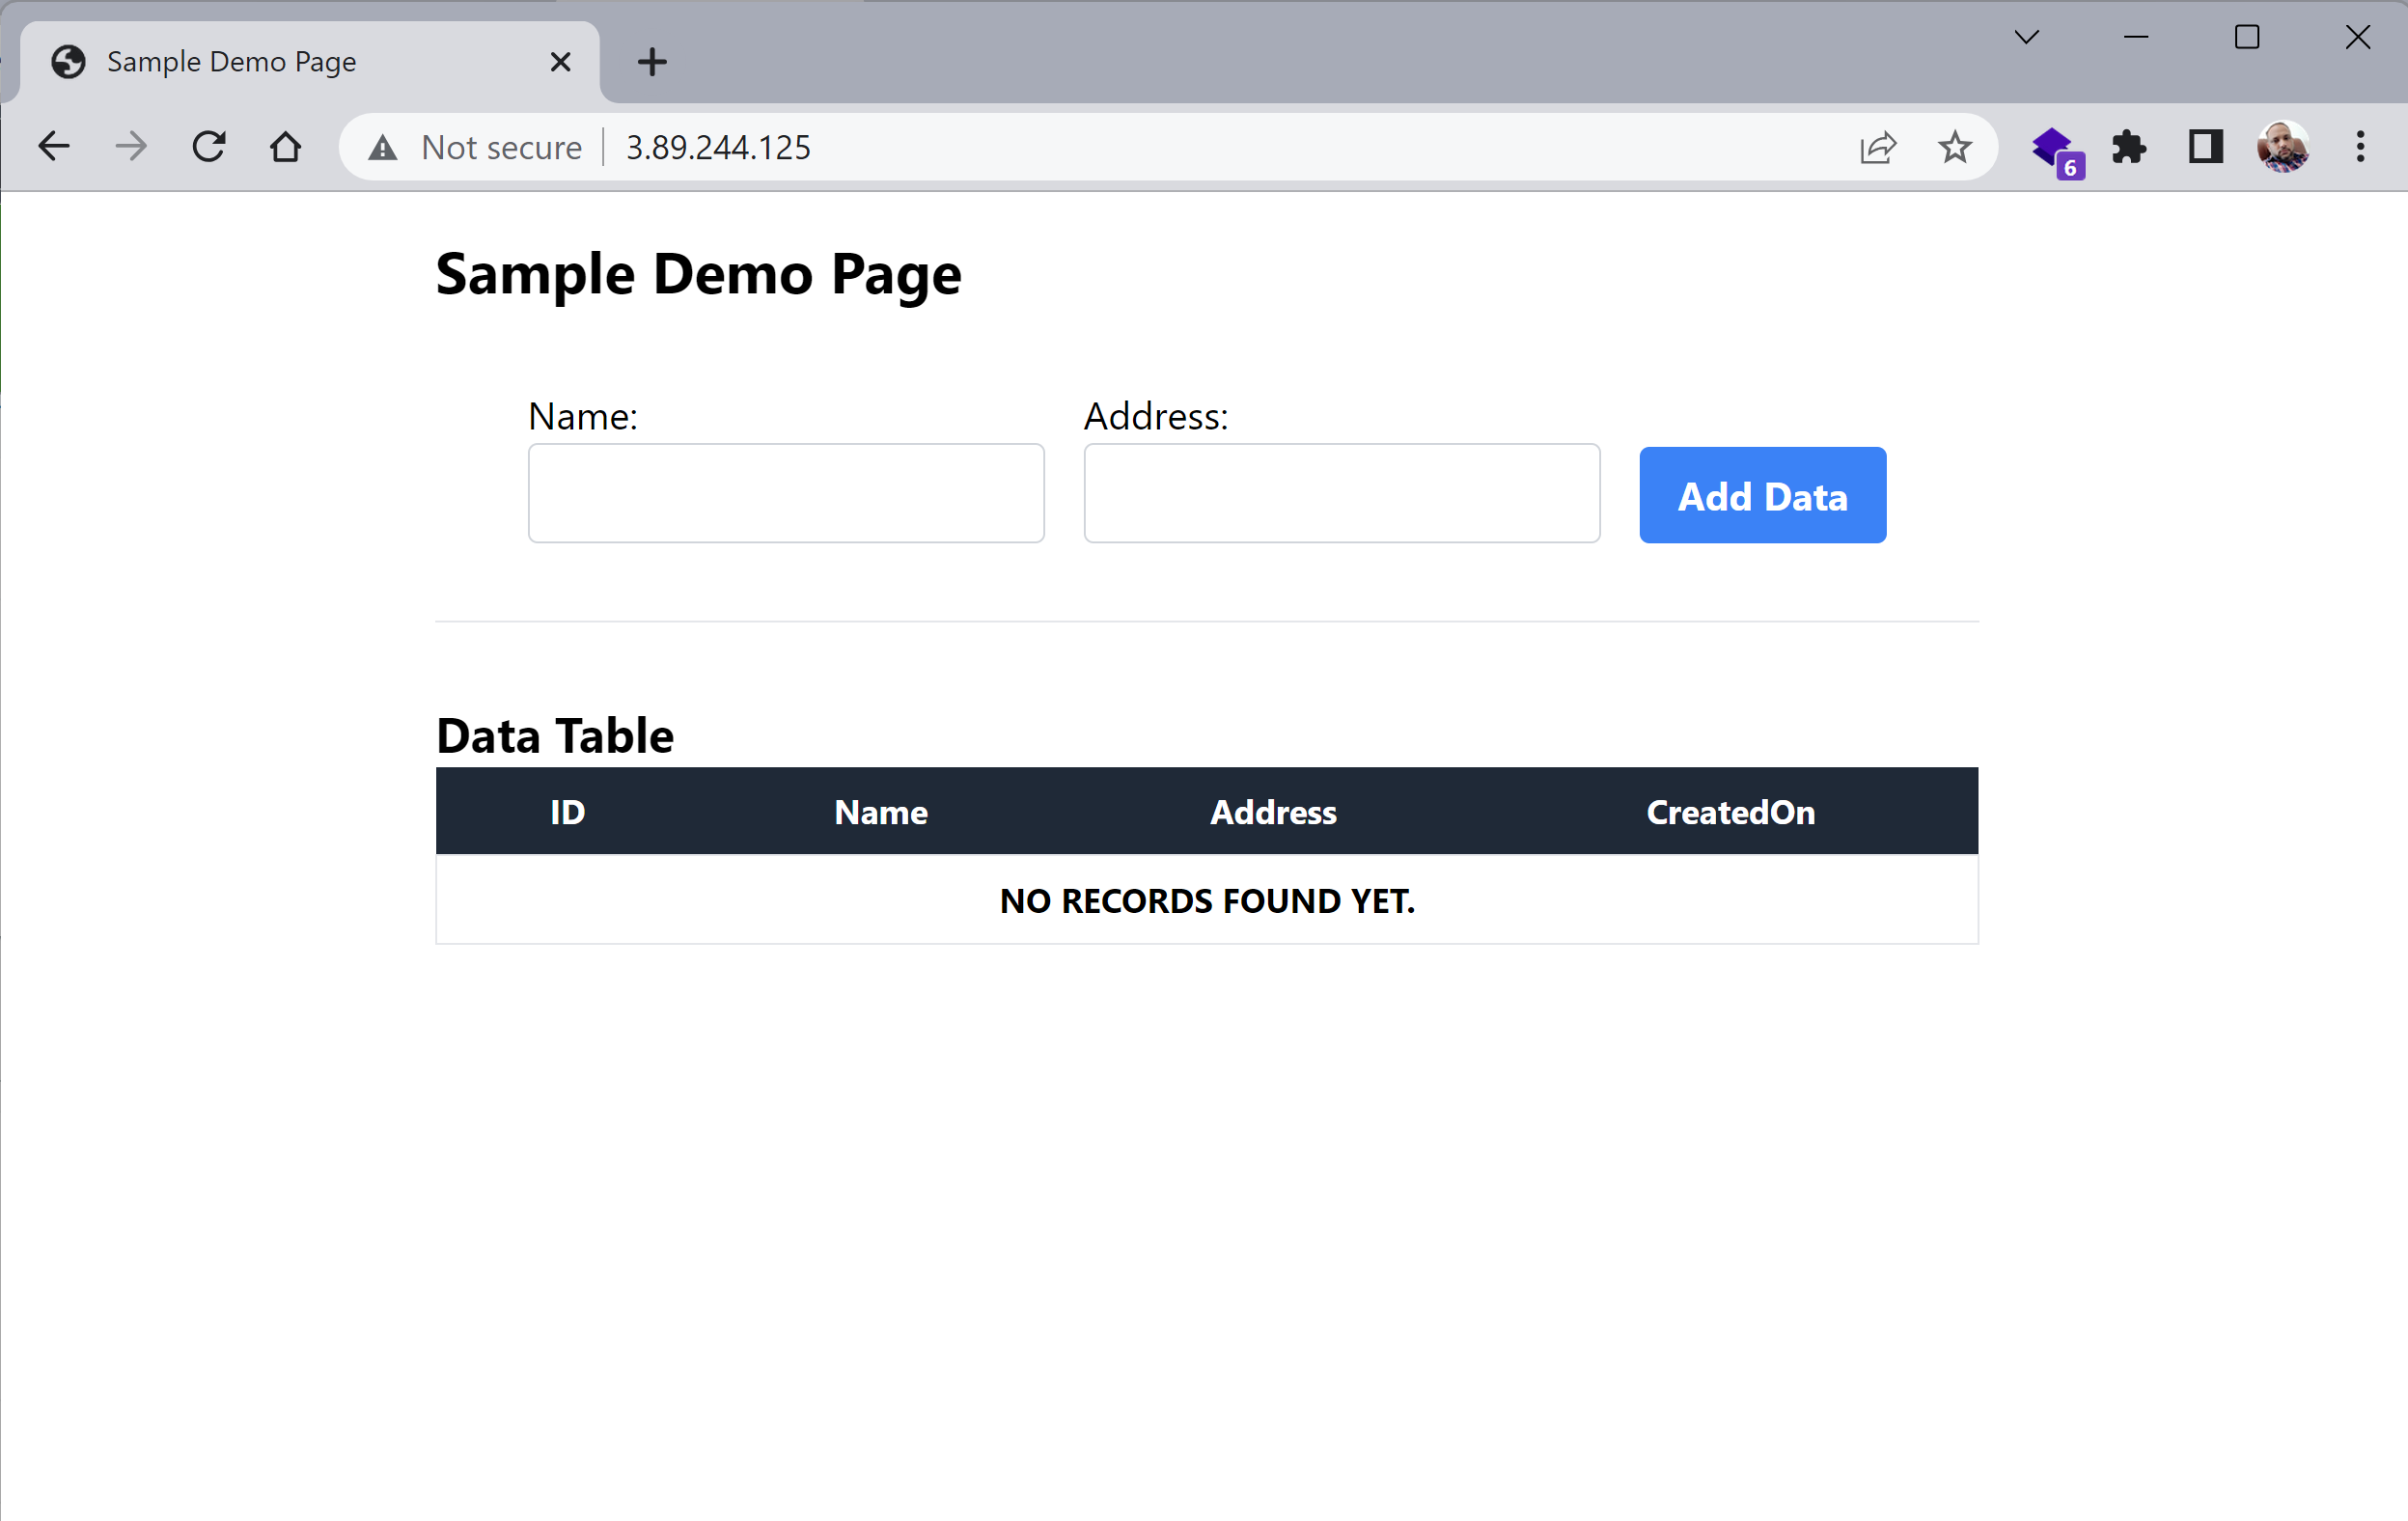 Sample Demo Page
Not secure 3.89.244.125
6
Sample Demo Page
Name: Address:
Add Data
Data Table
ID Name Address CreatedOn
NO RECORDS FOUND YET.